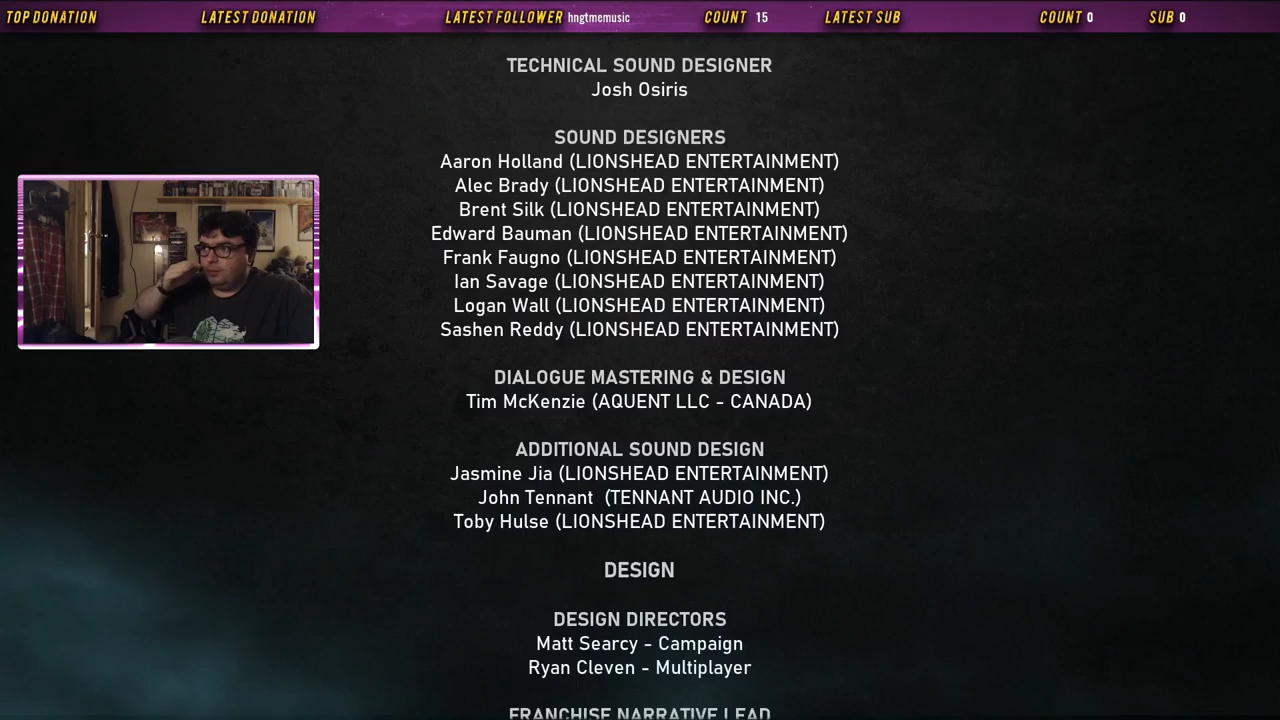 TOP DONATION LATEST DONATION LATEST FOLLOWER hngtmemusic COUNT 15 LATEST SUB COUNT 0 SUB 0
TECHNICAL SOUND DESIGNER
Josh Osiris
SOUND DESIGNERS
Aaron Holland (LIONSHEAD ENTERTAINMENT)
Alec Brady (LIONSHEAD ENTERTAINMENT)
Brent Silk (LIONSHEAD ENTERTAINMENT)
Edward Bauman (LIONSHEAD ENTERTAINMENT)
Frank Faugno (LIONSHEAD ENTERTAINMENT)
Ian Savage (LIONSHEAD ENTERTAINMENT)
Logan Wall (LIONSHEAD ENTERTAINMENT)
Sashen Reddy (LIONSHEAD ENTERTAINMENT)
DIALOGUE MASTERING & DESIGN
Tim McKenzie (AQUENT LLC - CANADA)
ADDITIONAL SOUND DESIGN
Jasmine Jia (LIONSHEAD ENTERTAINMENT)
John Tennant (TENNANT AUDIO INC.)
Toby Hulse (LIONSHEAD ENTERTAINMENT)
DESIGN
DESIGN DIRECTORS
Matt Searcy - Campaign
Ryan Cleven - Multiplayer
FRANCHISE NARRATIVE LEAD